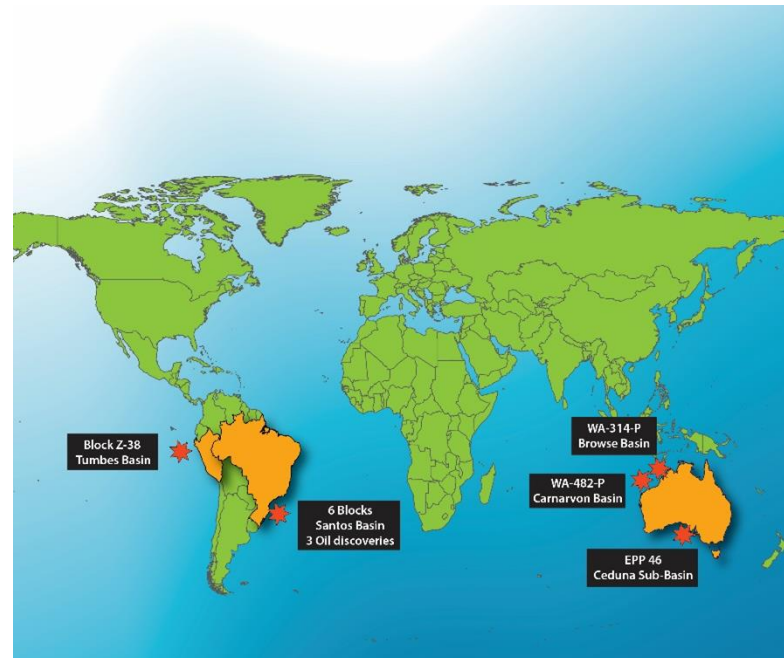 Block Z-38
Tumbes Basin
6 Blocks
Santos Basin
3 Oil discoveries
WA-314-P
Browse Basin
WA-482-P
Carnarvon Basin
EPP 46
Ceduna Sub-Basin